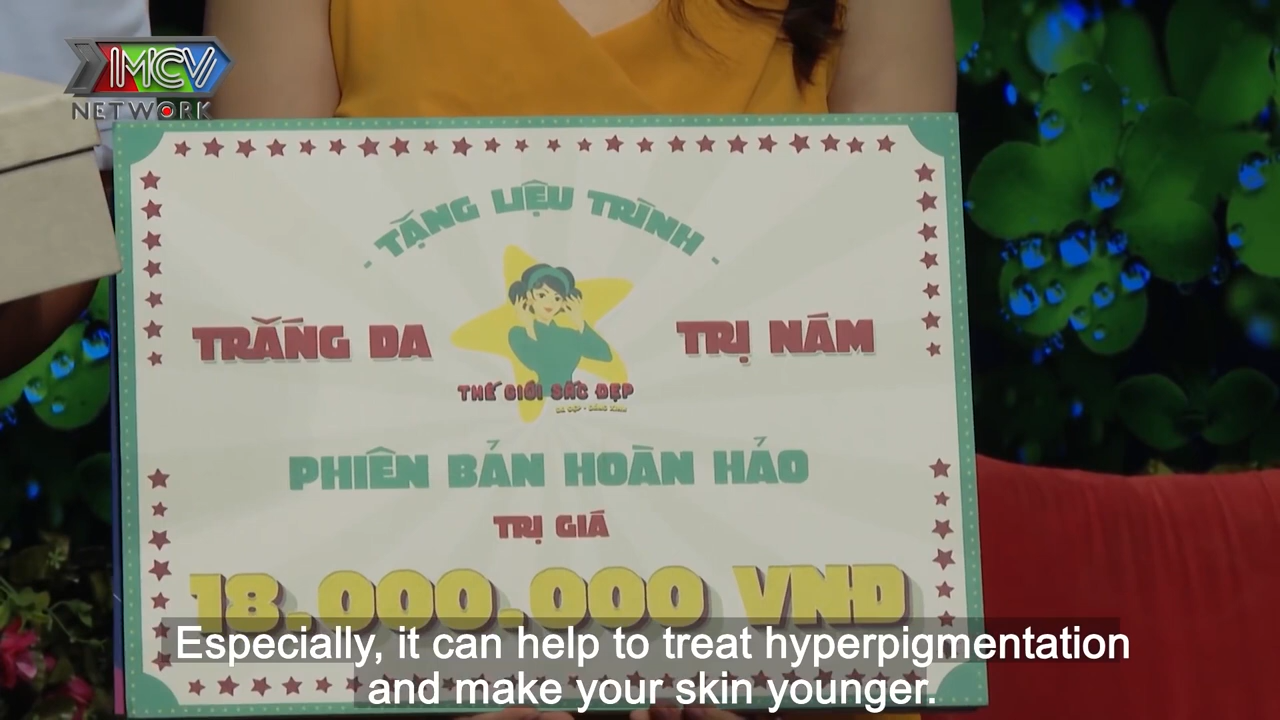 MCV
NETWORK
TẶNG LIỆU TRÌNH
TRẮNG DA
TRỊ NÁM
THẾ GIỚI SẮC ĐẸP
PHIÊN BẢN HOÀN HẢO
TRỊ GIÁ
18.000.000 VNĐ
Especially, it can help to treat hyperpigmentation
and make your skin younger.